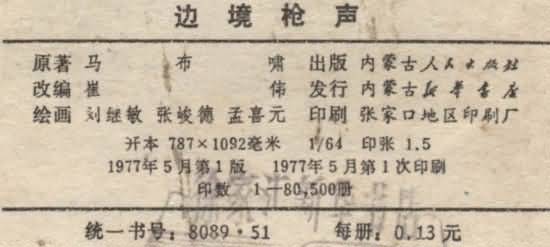 边境枪声
原著 马布啸 出版 内蒙古人民出版社
改编 崔伟 发行 内蒙古新华书店
绘画 刘继敏 张峻德 孟喜元 印刷 张家口地区印刷厂
开本 787×1092毫米 1/64 印张 1.5
1977年5月第1版 1977年5月第1次印刷
印数 1—80,500册
统一书号：8089·51 每册：0.13元